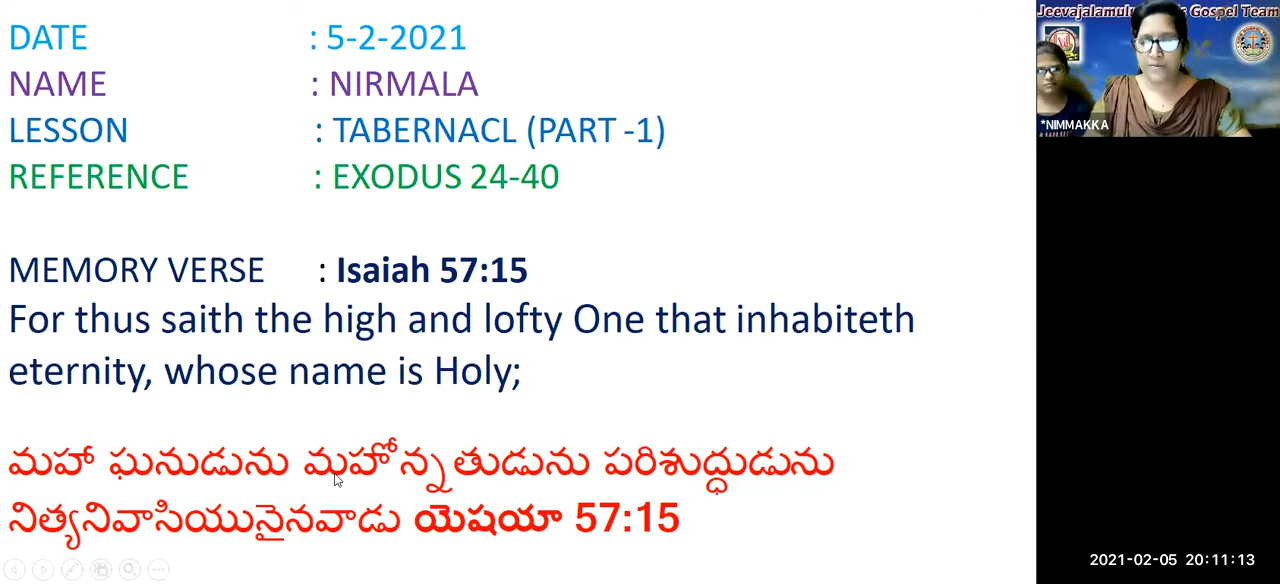 DATE : 5-2-2021
NAME : NIRMALA
LESSON : TABERNACL (PART -1)
REFERENCE : EXODUS 24-40
MEMORY VERSE : Isaiah 57:15
For thus saith the high and lofty One that inhabiteth
eternity, whose name is Holy;
మహా ఘనుడును మహోన్నతుడును పరిశుద్ధుడును
నిత్యనివాసియునైనవాడు యెషయా 57:15
Jeevajalamulu Gospel Team
*NIMMAKKA
2021-02-05 20:11:13